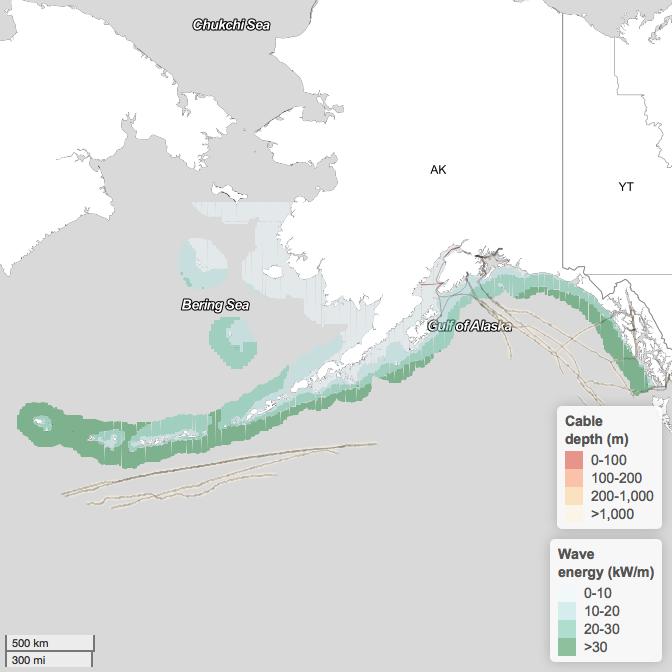 Chukchi Sea
AK
YT
Bering Sea
Gulf of Alaska
Cable
depth (m)
0-100
100-200
200-1,000
>1,000
Wave
energy (kW/m)
0-10
10-20
20-30
>30
500 km
300 mi